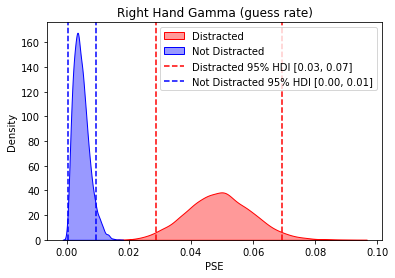 Right Hand Gamma (guess rate)
Distracted
Not Distracted
Distracted 95% HDI [0.03, 0.07]
Not Distracted 95% HDI [0.00, 0.01]
Density
160
140
120
100
80
60
40
20
0
0.00 0.02 0.04 0.06 0.08 0.10
PSE